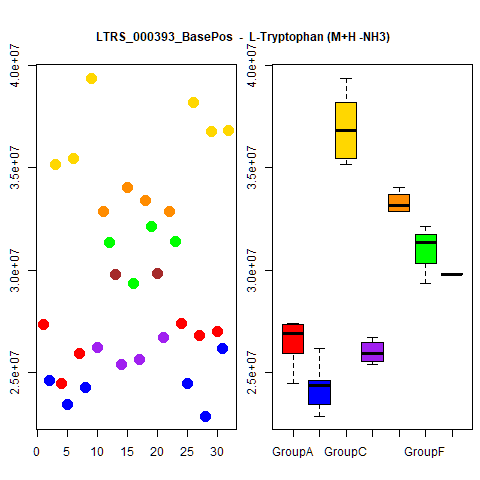 LTRS_000393_BasePos - L-Tryptophan (M+H -NH3)
4.0e+07
3.5e+07
3.0e+07
2.5e+07
0 5 10 15 20 25 30
4.0e+07
3.5e+07
3.0e+07
2.5e+07
GroupA GroupC GroupF